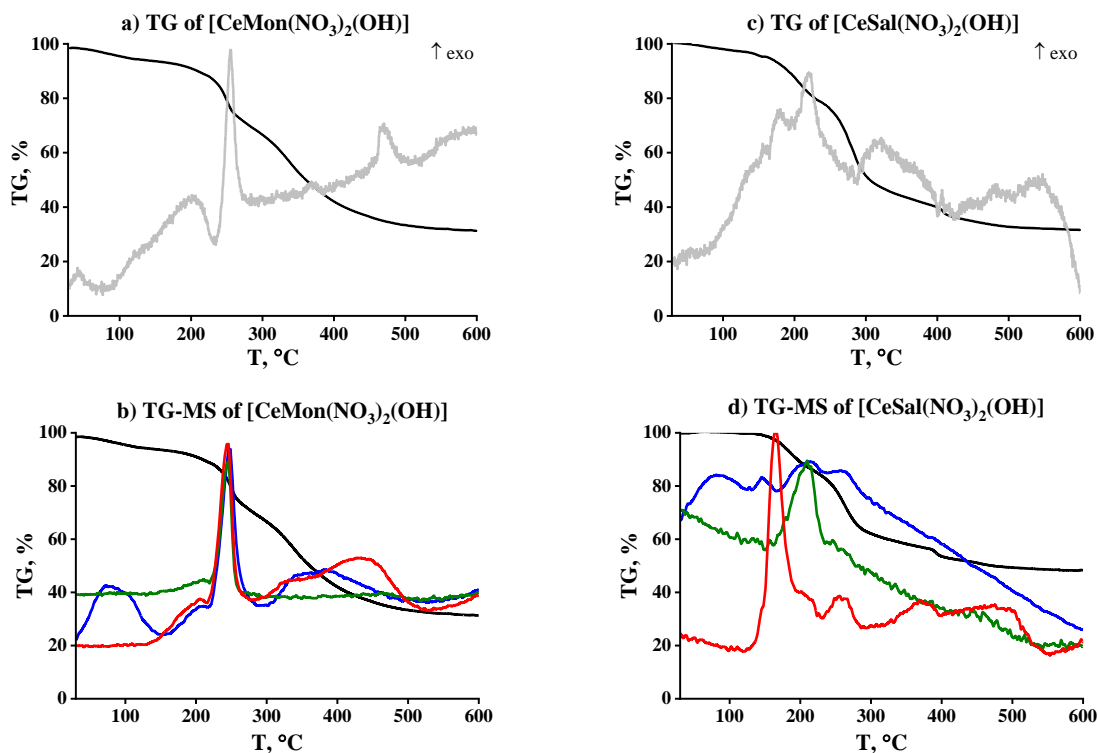 a) TG of [CeMon(NO3)2(OH)]
↑ exo
TG, %
100
80
60
40
20
0
100 200 300 400 500 600
T, °C
c) TG of [CeSal(NO3)2(OH)]
↑ exo
TG, %
100
80
60
40
20
0
100 200 300 400 500 600
T, °C
b) TG-MS of [CeMon(NO3)2(OH)]
TG, %
100
80
60
40
20
0
100 200 300 400 500 600
T, °C
d) TG-MS of [CeSal(NO3)2(OH)]
TG, %
100
80
60
40
20
0
100 200 300 400 500 600
T, °C